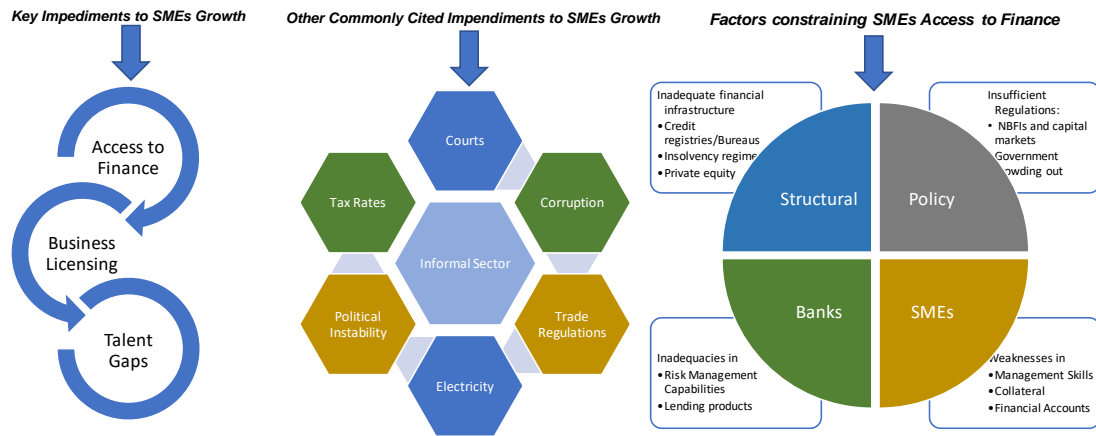 Key Impediments to SMEs Growth
Access to
Finance
Business
Licensing
Talent
Gaps
Other Commonly Cited Impendiments to SMEs Growth
Courts
Tax Rates
Corruption
Informal Sector
Political
Instability
Trade
Regulations
Electricity
Factors constraining SMEs Access to Finance
Inadequate financial
infrastructure
•Credit
registries/Bureaus
•Insolvency regime
•Private equity
Insufficient
Regulations:
• NBFIs and capital
markets
Government
owding out
Structural
Policy
Banks
SMEs
Inadequacies in
•Risk Management
Capabilities
•Lending products
Weaknesses in
•Management Skills
•Collateral
•Financial Accounts